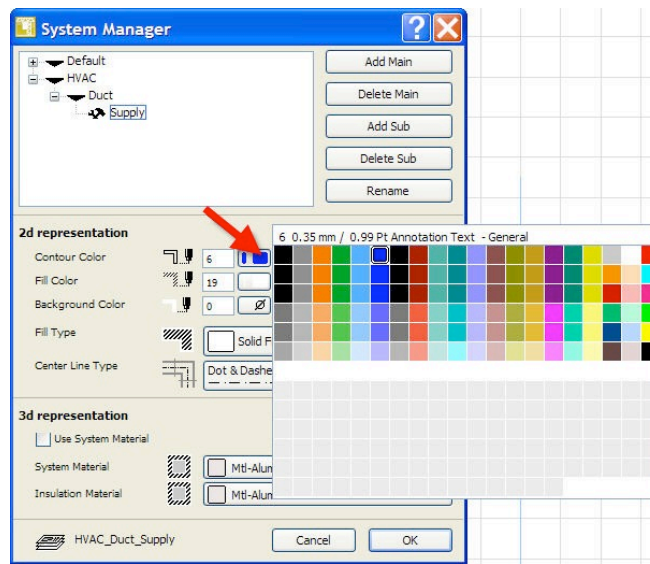 System Manager
Default
HVAC
Duct
Supply
Add Main
Delete Main
Add Sub
Delete Sub
Rename
2d representation
Contour Color 6
6 0.35 mm / 0.99 Pt Annotation Text - General
Fill Color 19
Background Color 0
Fill Type Solid F
Center Line Type Dot & Dashe
3d representation
Use System Material
System Material Mtl-Alum
Insulation Material Mtl-Alum
HVAC_Duct_Supply Cancel OK